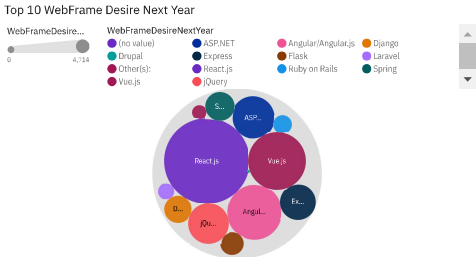 Top 10 WebFrame Desire Next Year
WebFrameDesire...
0 4,714
WebFrameDesireNextYear
(no value) ASP.NET Angular/Angular.js Django
Drupal Express Flask Laravel
Other(s): React.js Ruby on Rails Spring
Vue.js jQuery
S...
ASP...
React.js
Vue.js
Ex...
D...
Angul...
jQu...